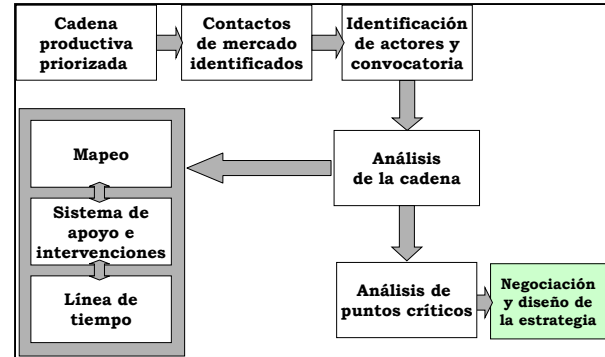 Cadena
productiva
priorizada
Contactos
de mercado
identificados
Identificación
de actores y
convocatoria
Mapeo
Sistema de
apoyo e
intervenciones
Línea de
tiempo
Análisis
de la cadena
Análisis de
puntos críticos
Negociación
y diseño de
la estrategia